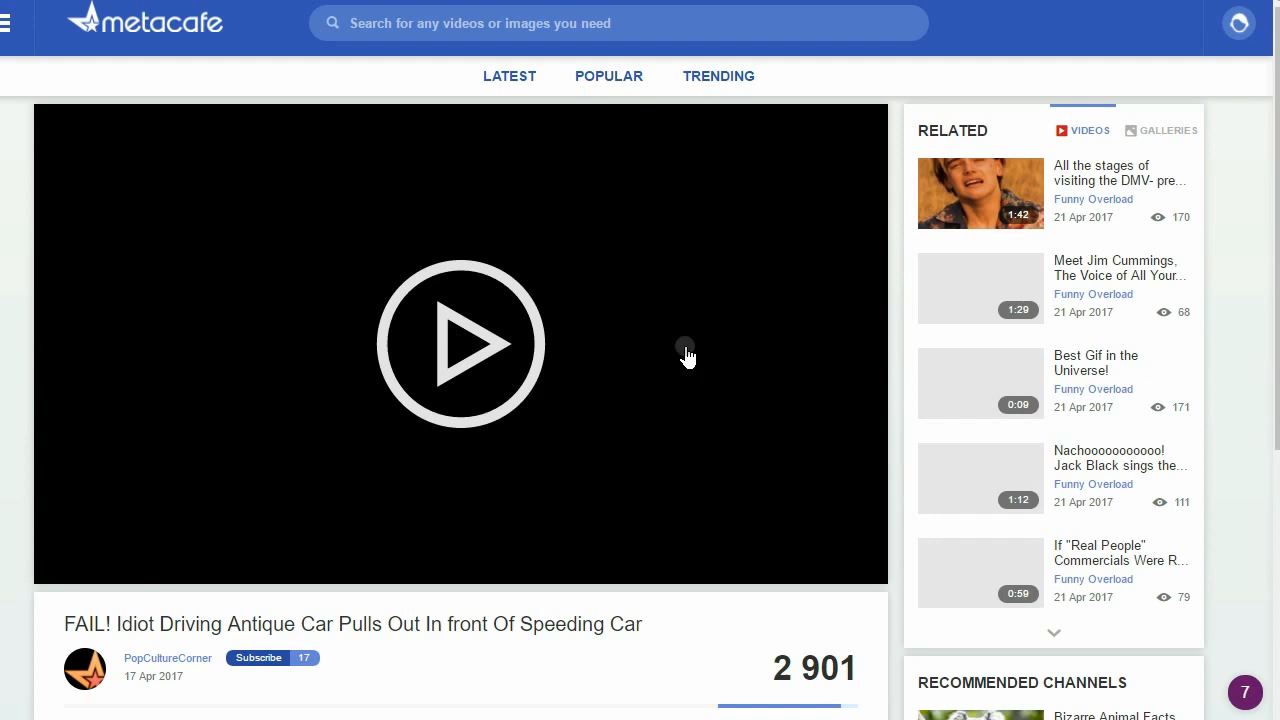 metacafe
Search for any videos or images you need
LATEST
POPULAR
TRENDING
RELATED
VIDEOS
GALLERIES
1:42
All the stages of
visiting the DMV- pre...
Funny Overload
21 Apr 2017
170
1:29
Meet Jim Cummings,
The Voice of All Your...
Funny Overload
21 Apr 2017
68
0:09
Best Gif in the
Universe!
Funny Overload
21 Apr 2017
171
1:12
Nachooooooooooo!
Jack Black sings the...
Funny Overload
21 Apr 2017
111
0:59
If "Real People"
Commercials Were R...
Funny Overload
21 Apr 2017
79
FAIL! Idiot Driving Antique Car Pulls Out In front Of Speeding Car
PopCultureCorner
Subscribe 17
17 Apr 2017
2 901
RECOMMENDED CHANNELS
Bizarre Animal Facts
7